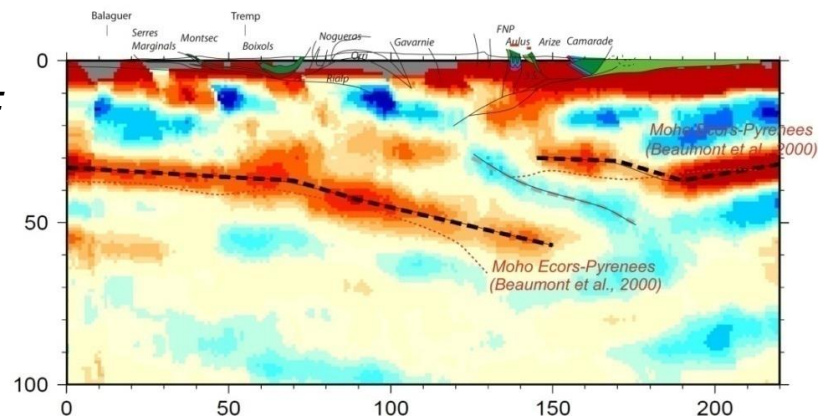 Balaguer
Tremp
Serres
Marginals
Montsec
Boixols
Nogueras
Orri
Rialp
Gavarnie
FNP
Aulus
Arize
Camarade
E
0
50
100
Moho Ecors-Pyrenees
(Beaumont et al., 2000)
Moho Ecors-Pyrenees
(Beaumont et al., 2000)
0
50
100
150
200